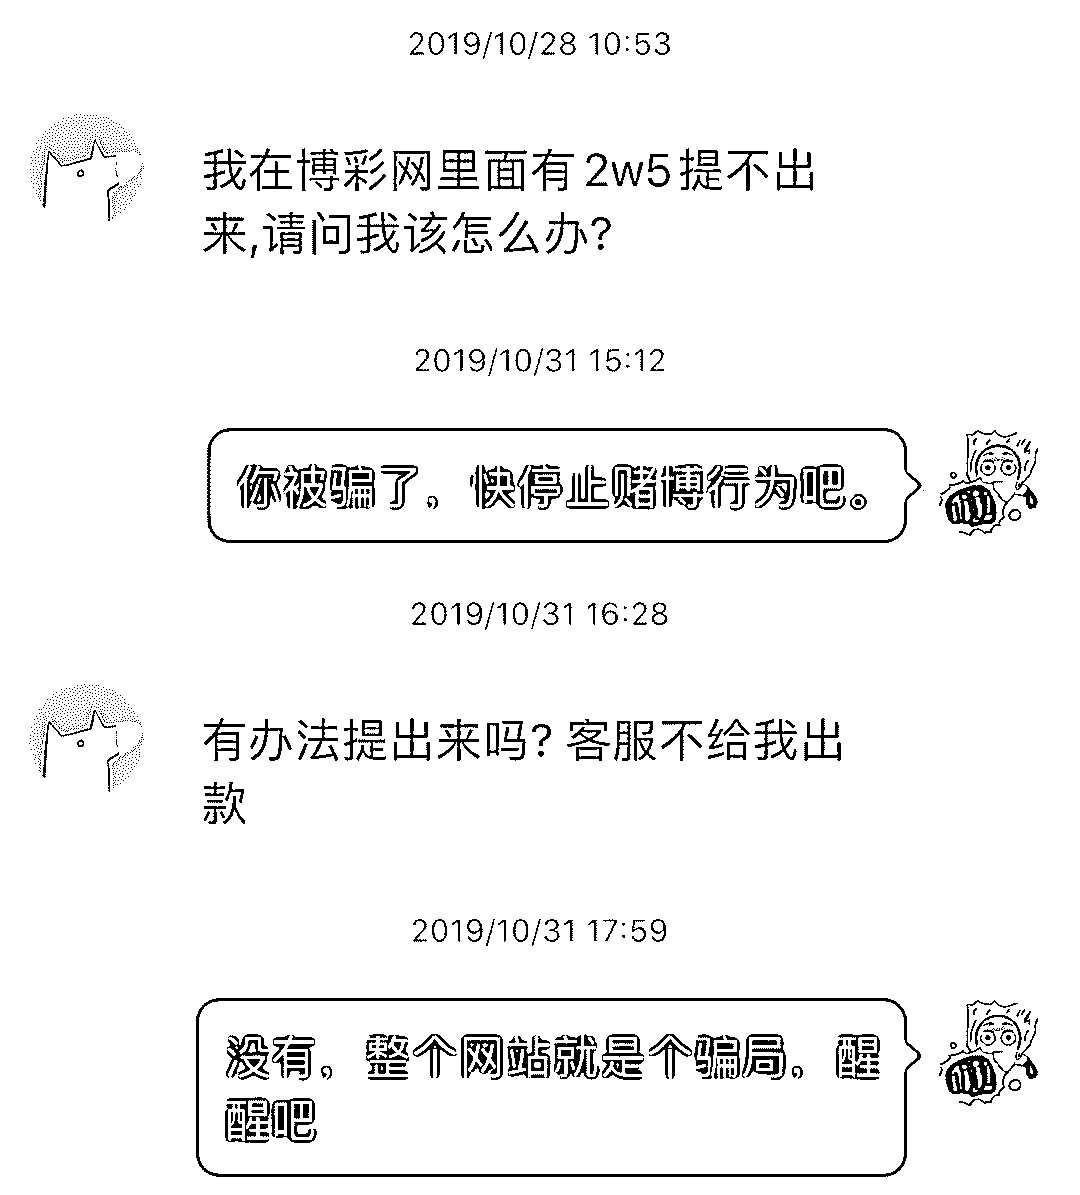 2019/10/28 10:53
我在博彩网里面有2w5提不出
来,请问我该怎么办?
2019/10/31 15:12
你被骗了，快停止赌博行为吧。
2019/10/31 16:28
有办法提出来吗? 客服不给我出
款
2019/10/31 17:59
没有，整个网站就是个骗局，醒
醒吧